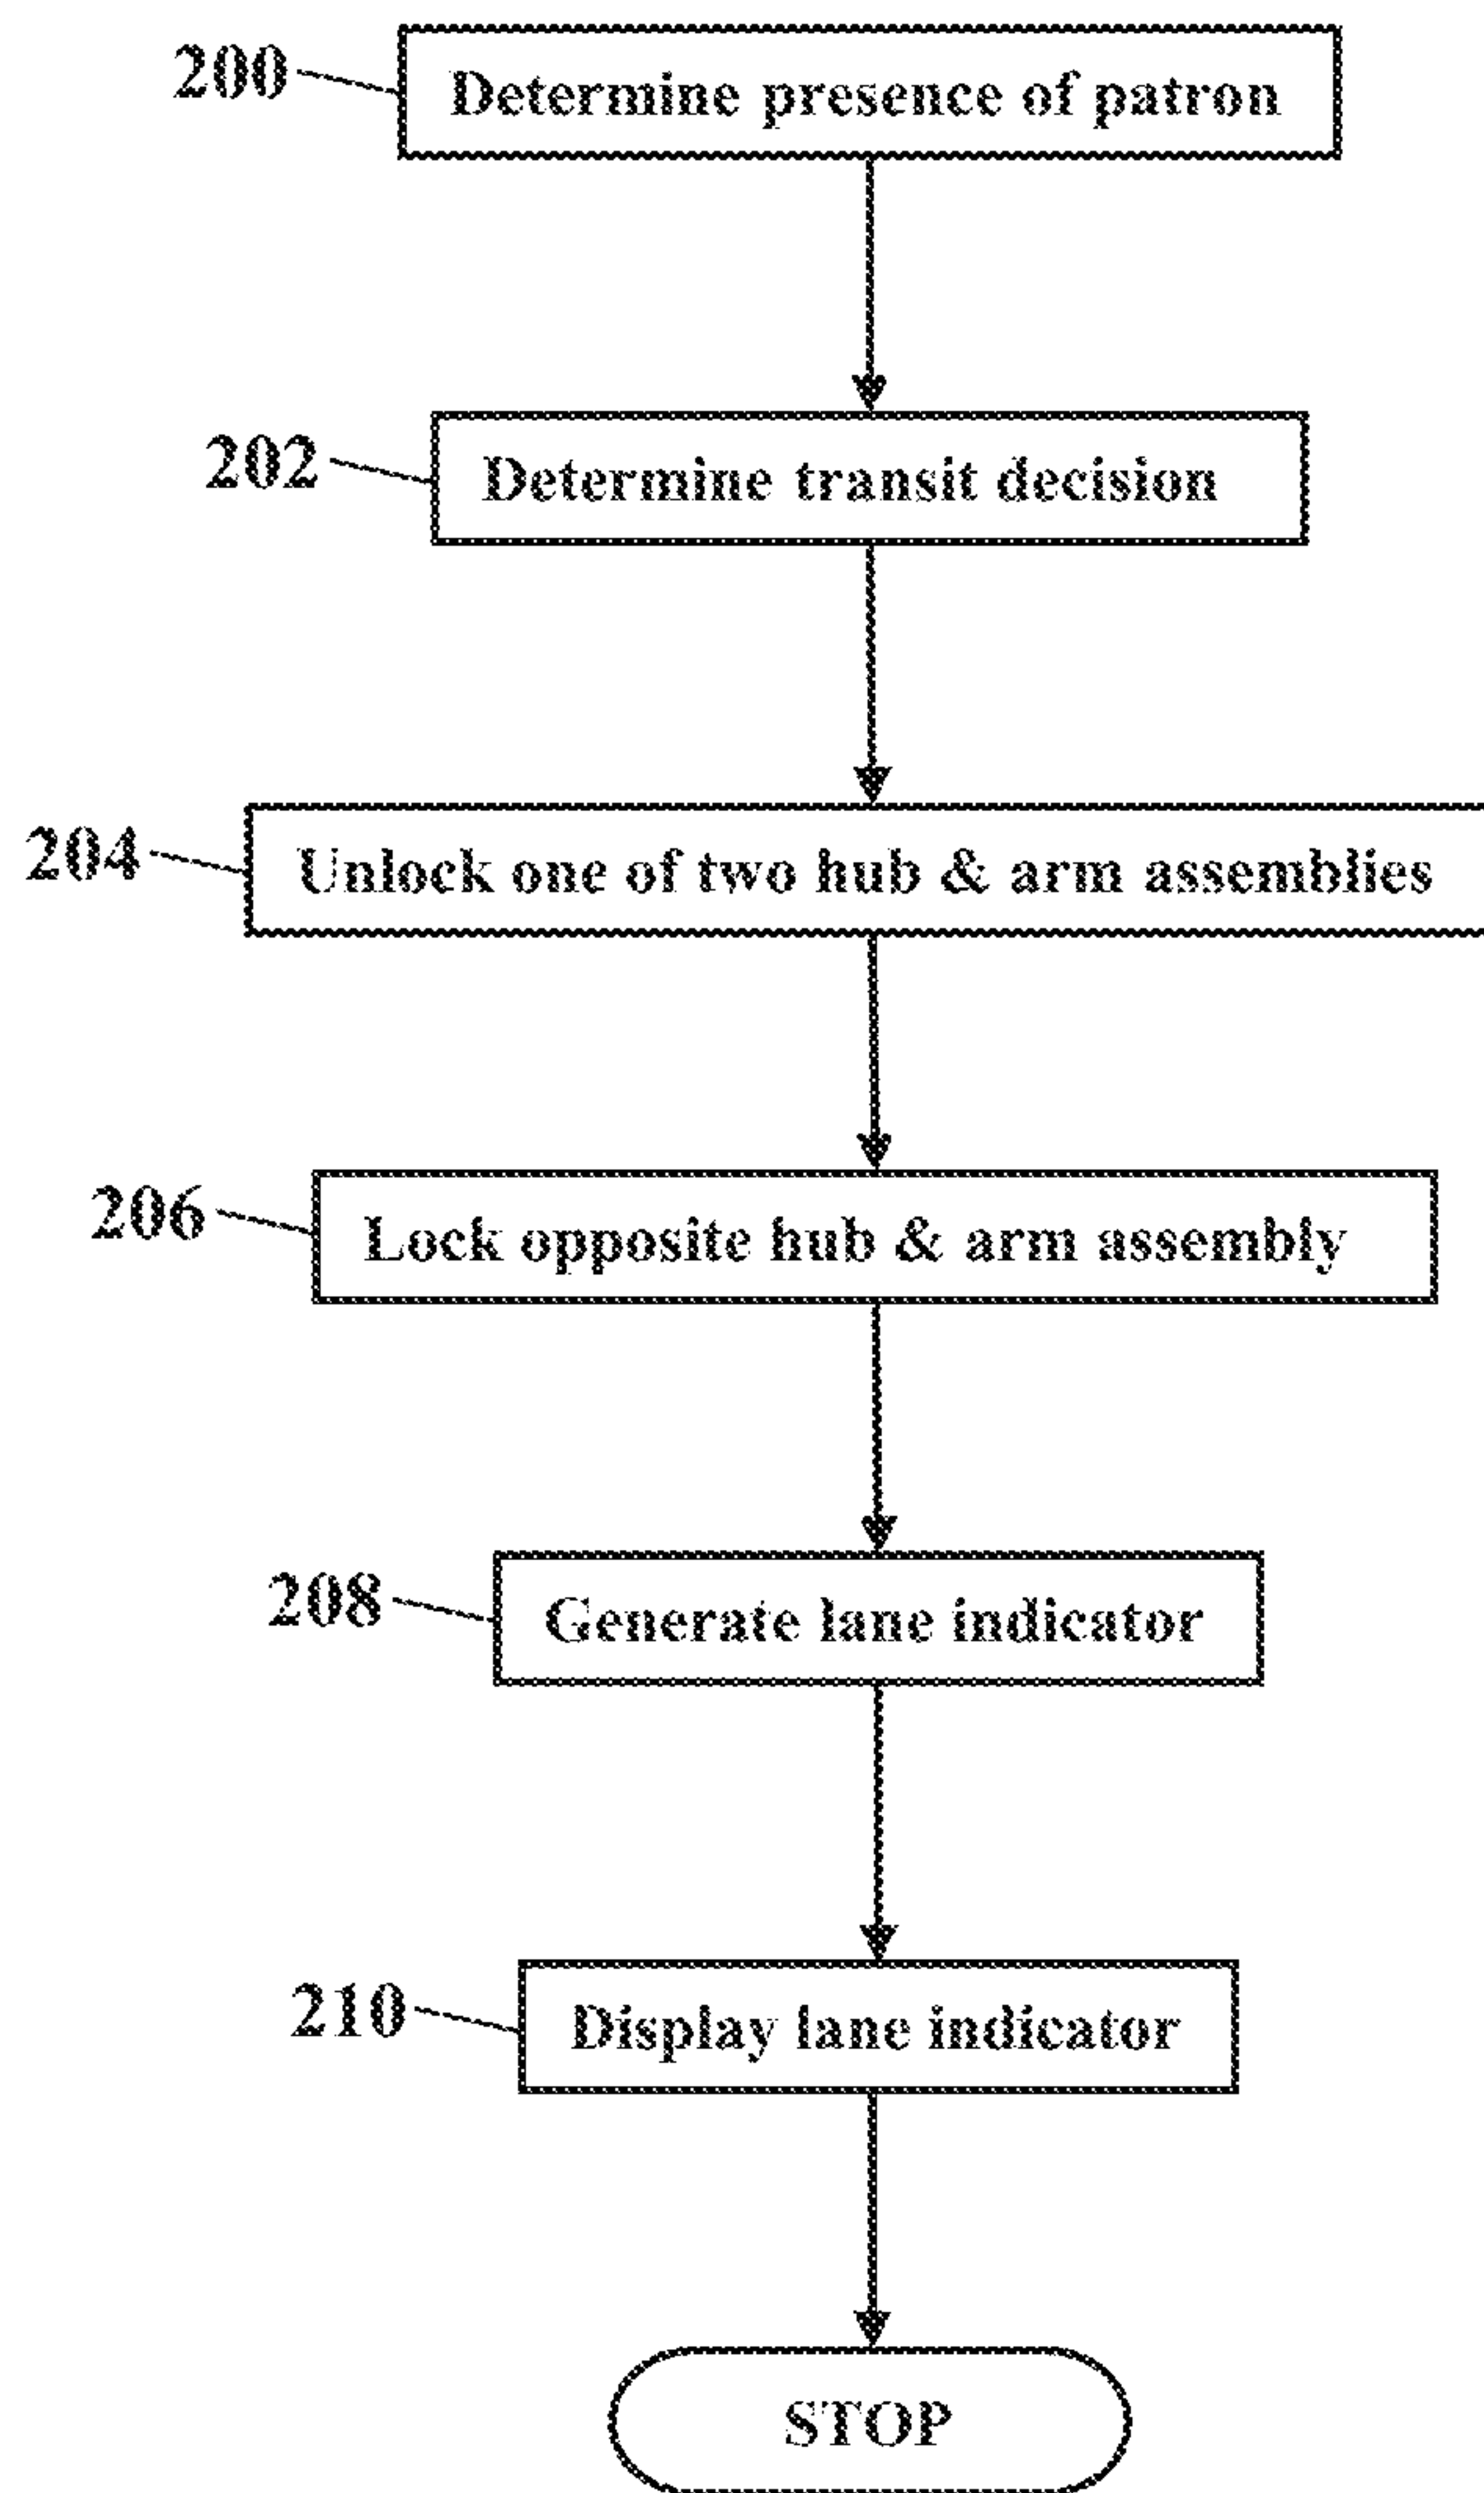 200 Determine presence of patron
202 Determine transit decision
204 Unlock one of two hub & arm assemblies
206 Lock opposite hub & arm assembly
208 Generate lane indicator
210 Display lane indicator
STOP